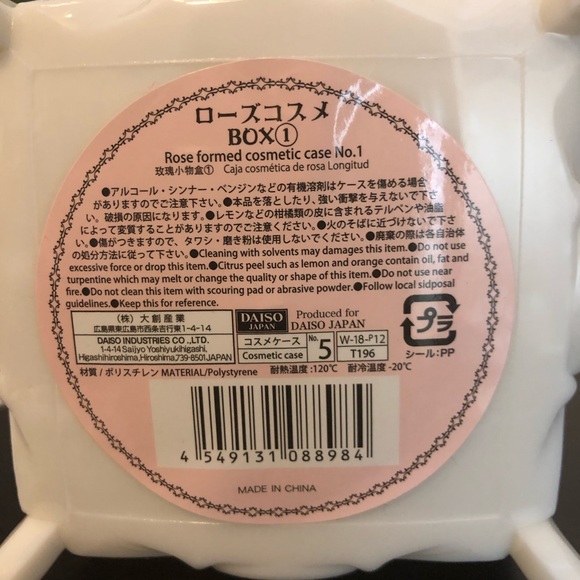 ローズコスメ
BOX①
Rose formed cosmetic case No.1
玫瑰小物盒① Caja cosmética de rosa Longitud
●アルコール・シンナー・ベンジンなどの有機溶剤はケースを傷める場合
がありますのでご注意下さい。●本品を落としたり、強い衝撃を与えないで下さ
い。破損の原因になります。●レモンなどの柑橘類の皮に含まれるテルペンや油脂
によって変質することがありますのでご注意ください。●火のそばに近づけないで下さ
い。●傷がつきますので、タワシ・磨き粉は使用しないでください。●廃棄の際は各自治体
の処分方法に従って下さい。●Cleaning with solvents may damages this item.●Do not use
excessive force or drop this item.●Citrus peel such as lemon and orange contain oil, fat and
turpentine which may melt or change the quality or shape of this item.●Do not use near
fire.●Do not clean this item with scouring pad or abrasive powder.●Follow local sidposal
guidelines.●Keep this for reference.
(株) 大創産業
広島県東広島市西条吉行東1-4-14
DAISO INDUSTRIES CO.,LTD.
1-4-14 Saijyo Yoshiyukihigashi,
Higashihiroshima,Hiroshima,739-8501,JAPAN
DAISO
JAPAN
Produced for
DAISO JAPAN
コスメケース
Cosmetic case
No.
5
W-18-P12
T196
プラ
シール:PP
材質/ポリスチレン MATERIAL/Polystyrene 耐熱温度:120℃ 耐冷温度-20℃
4 549131 088984
MADE IN CHINA